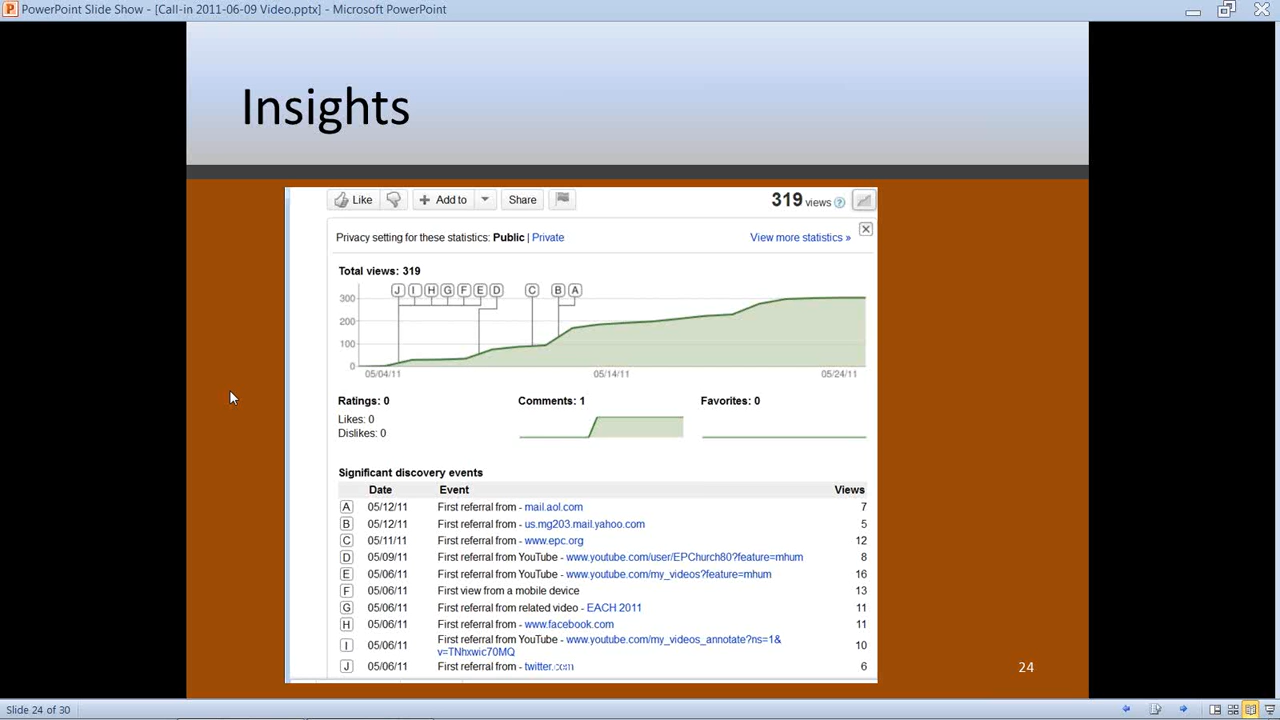 PowerPoint Slide Show - [Call-in 2011-06-09 Video.pptx] - Microsoft PowerPoint
Insights
Like
Add to
Share
319 views
Privacy setting for these statistics: Public | Private
View more statistics »
Total views: 319
J I H G F E D C B A
300
200
100
0
05/04/11 05/14/11 05/24/11
Ratings: 0 Comments: 1 Favorites: 0
Likes: 0
Dislikes: 0
Significant discovery events
Date Event Views
A 05/12/11 First referral from - mail.aol.com 7
B 05/12/11 First referral from - us.mg203.mail.yahoo.com 5
C 05/11/11 First referral from - www.epc.org 12
D 05/09/11 First referral from YouTube - www.youtube.com/user/EPChurch80?feature=mhum 8
E 05/06/11 First referral from YouTube - www.youtube.com/my_videos?feature=mhum 16
F 05/06/11 First view from a mobile device 13
G 05/06/11 First referral from related video - EACH 2011 11
H 05/06/11 First referral from - www.facebook.com 11
I 05/06/11 First referral from YouTube - www.youtube.com/my_videos_annotate?ns=1&
v=TNhxwic70MQ 10
J 05/06/11 First referral from - twitter.com 6
24
Slide 24 of 30